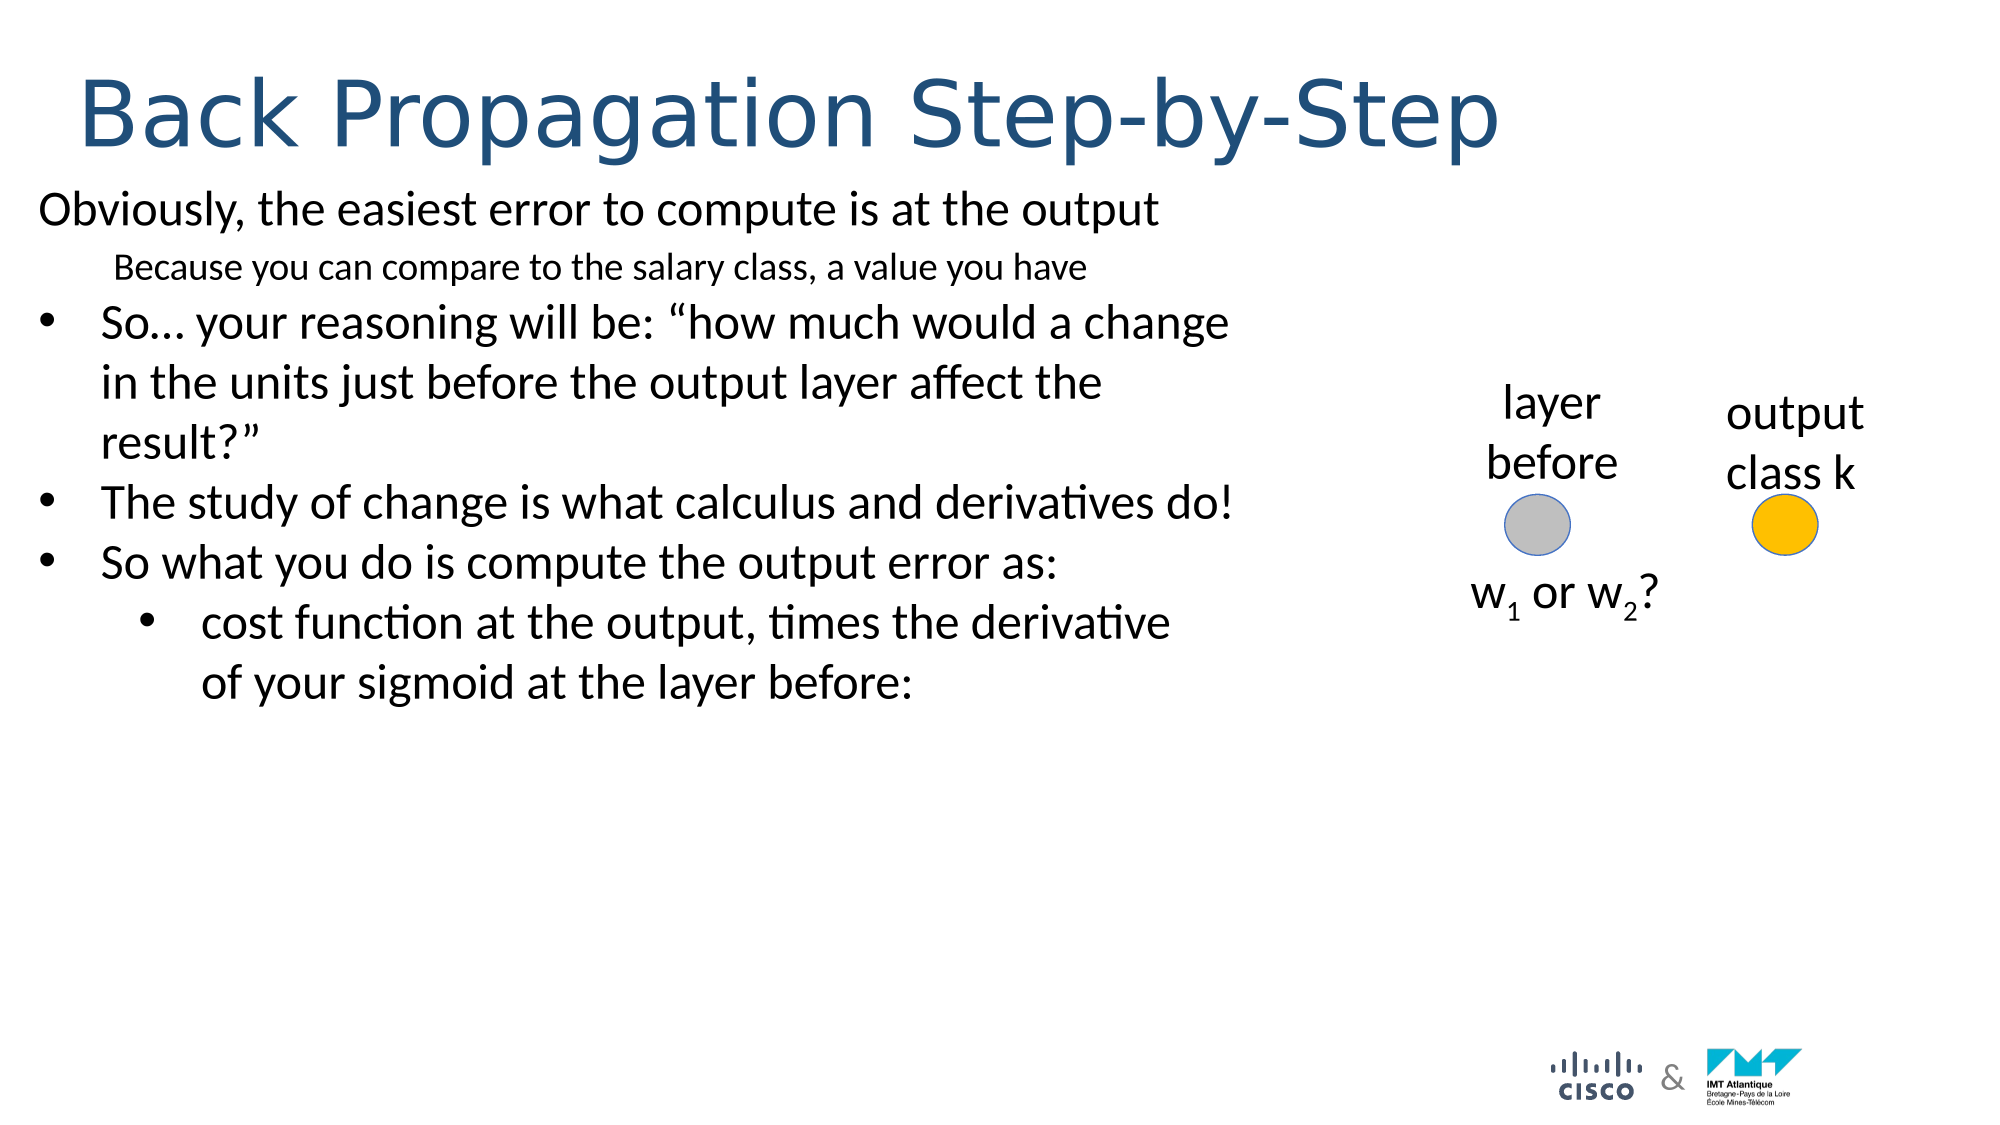 Back Propagation Step-by-Step
Obviously, the easiest error to compute is at the output
Because you can compare to the salary class, a value you have
• So… your reasoning will be: “how much would a change
in the units just before the output layer affect the
result?”
• The study of change is what calculus and derivatives do!
• So what you do is compute the output error as:
• cost function at the output, times the derivative
of your sigmoid at the layer before:
layer
before
output
class k
w₁ or w₂?
CISCO
&
IMT Atlantique
Bretagne-Pays de la Loire
École Mines-Télécom